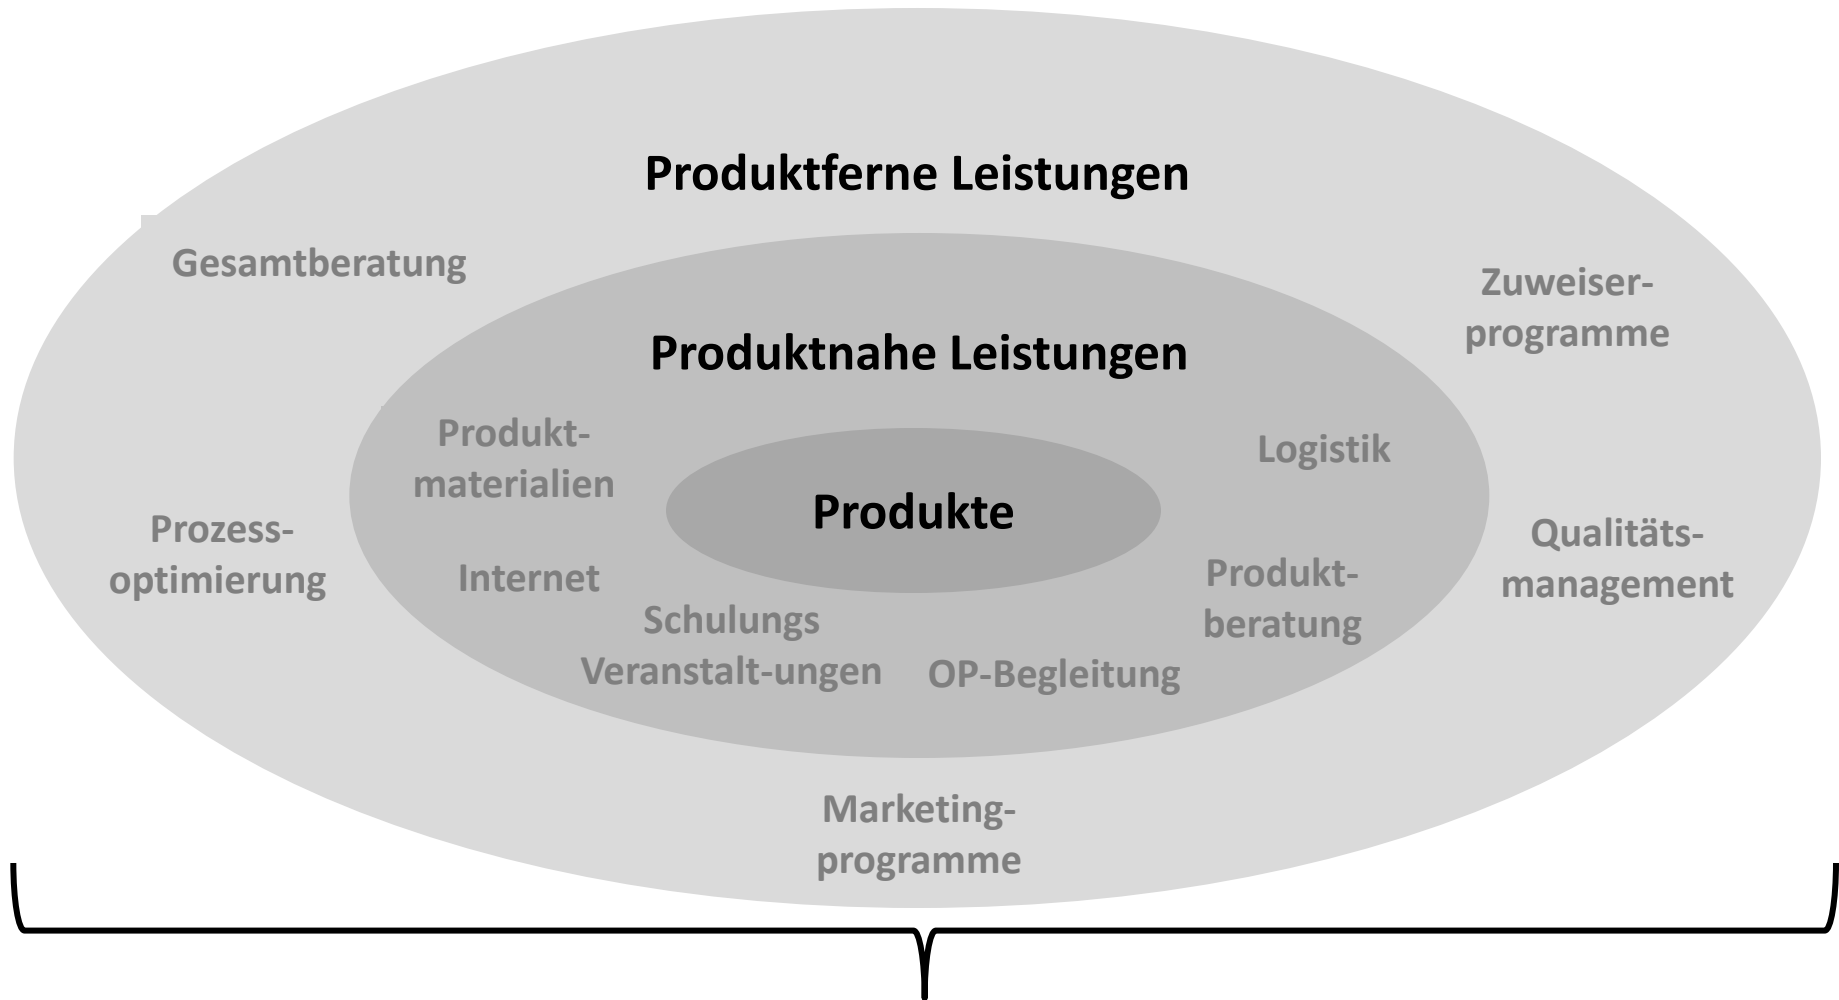 Produktferne Leistungen
Gesamtberatung
Zuweiser-
programme
Produktnahe Leistungen
Produkt-
materialien
Logistik
Produkte
Prozess-
optimierung
Qualitäts-
management
Internet
Produkt-
beratung
Schulungs
Veranstalt-ungen
OP-Begleitung
Marketing-
programme